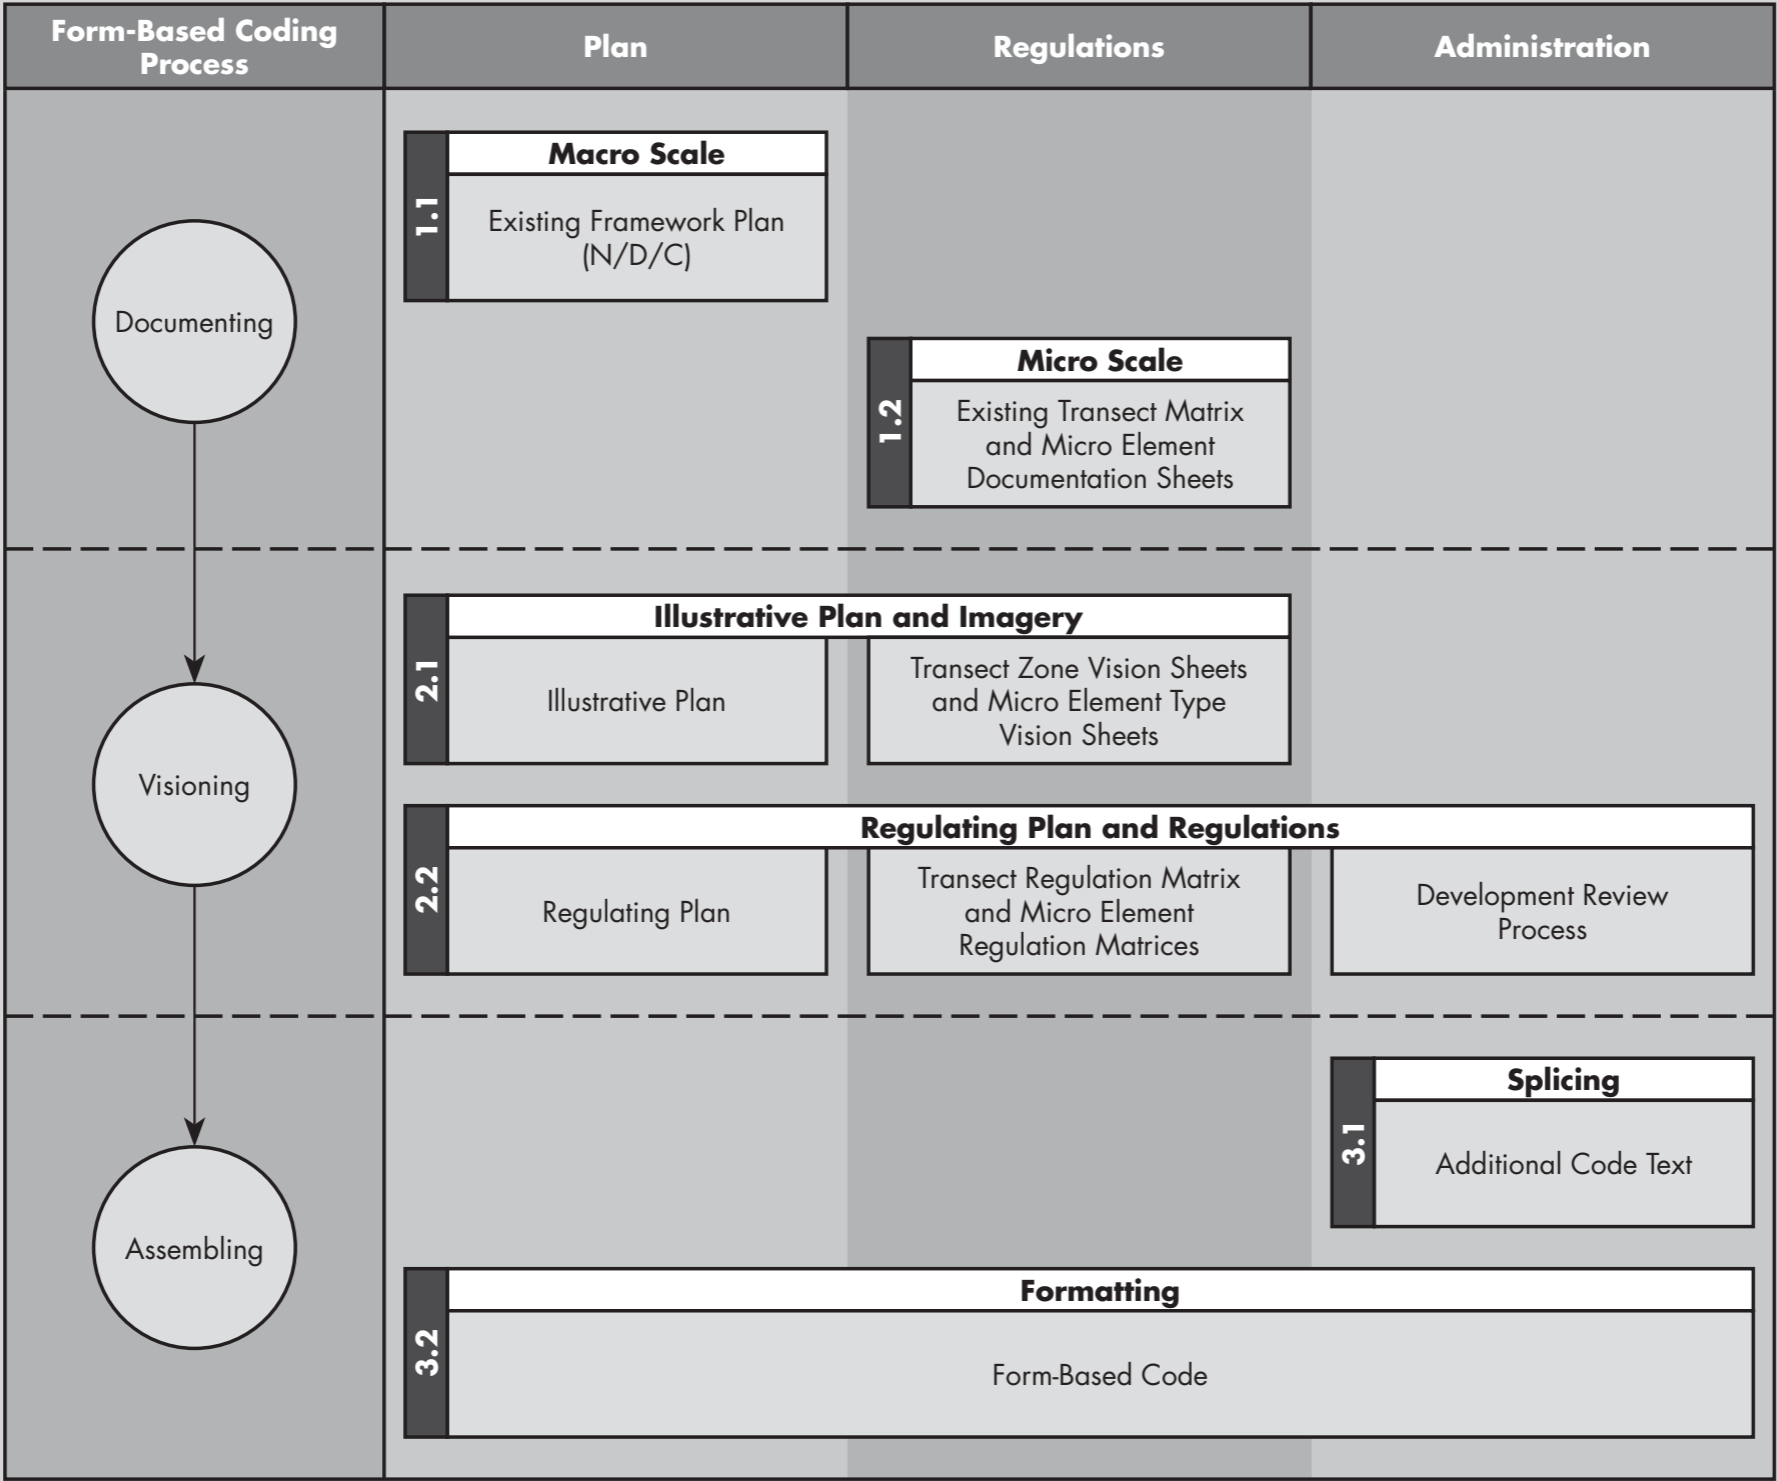 Form-Based Coding
Process
Plan
Regulations
Administration
Documenting
1.1
Macro Scale
Existing Framework Plan
(N/D/C)
1.2
Micro Scale
Existing Transect Matrix
and Micro Element
Documentation Sheets
Visioning
2.1
Illustrative Plan and Imagery
Illustrative Plan
Transect Zone Vision Sheets
and Micro Element Type
Vision Sheets
2.2
Regulating Plan and Regulations
Regulating Plan
Transect Regulation Matrix
and Micro Element
Regulation Matrices
Development Review
Process
Assembling
3.1
Splicing
Additional Code Text
3.2
Formatting
Form-Based Code